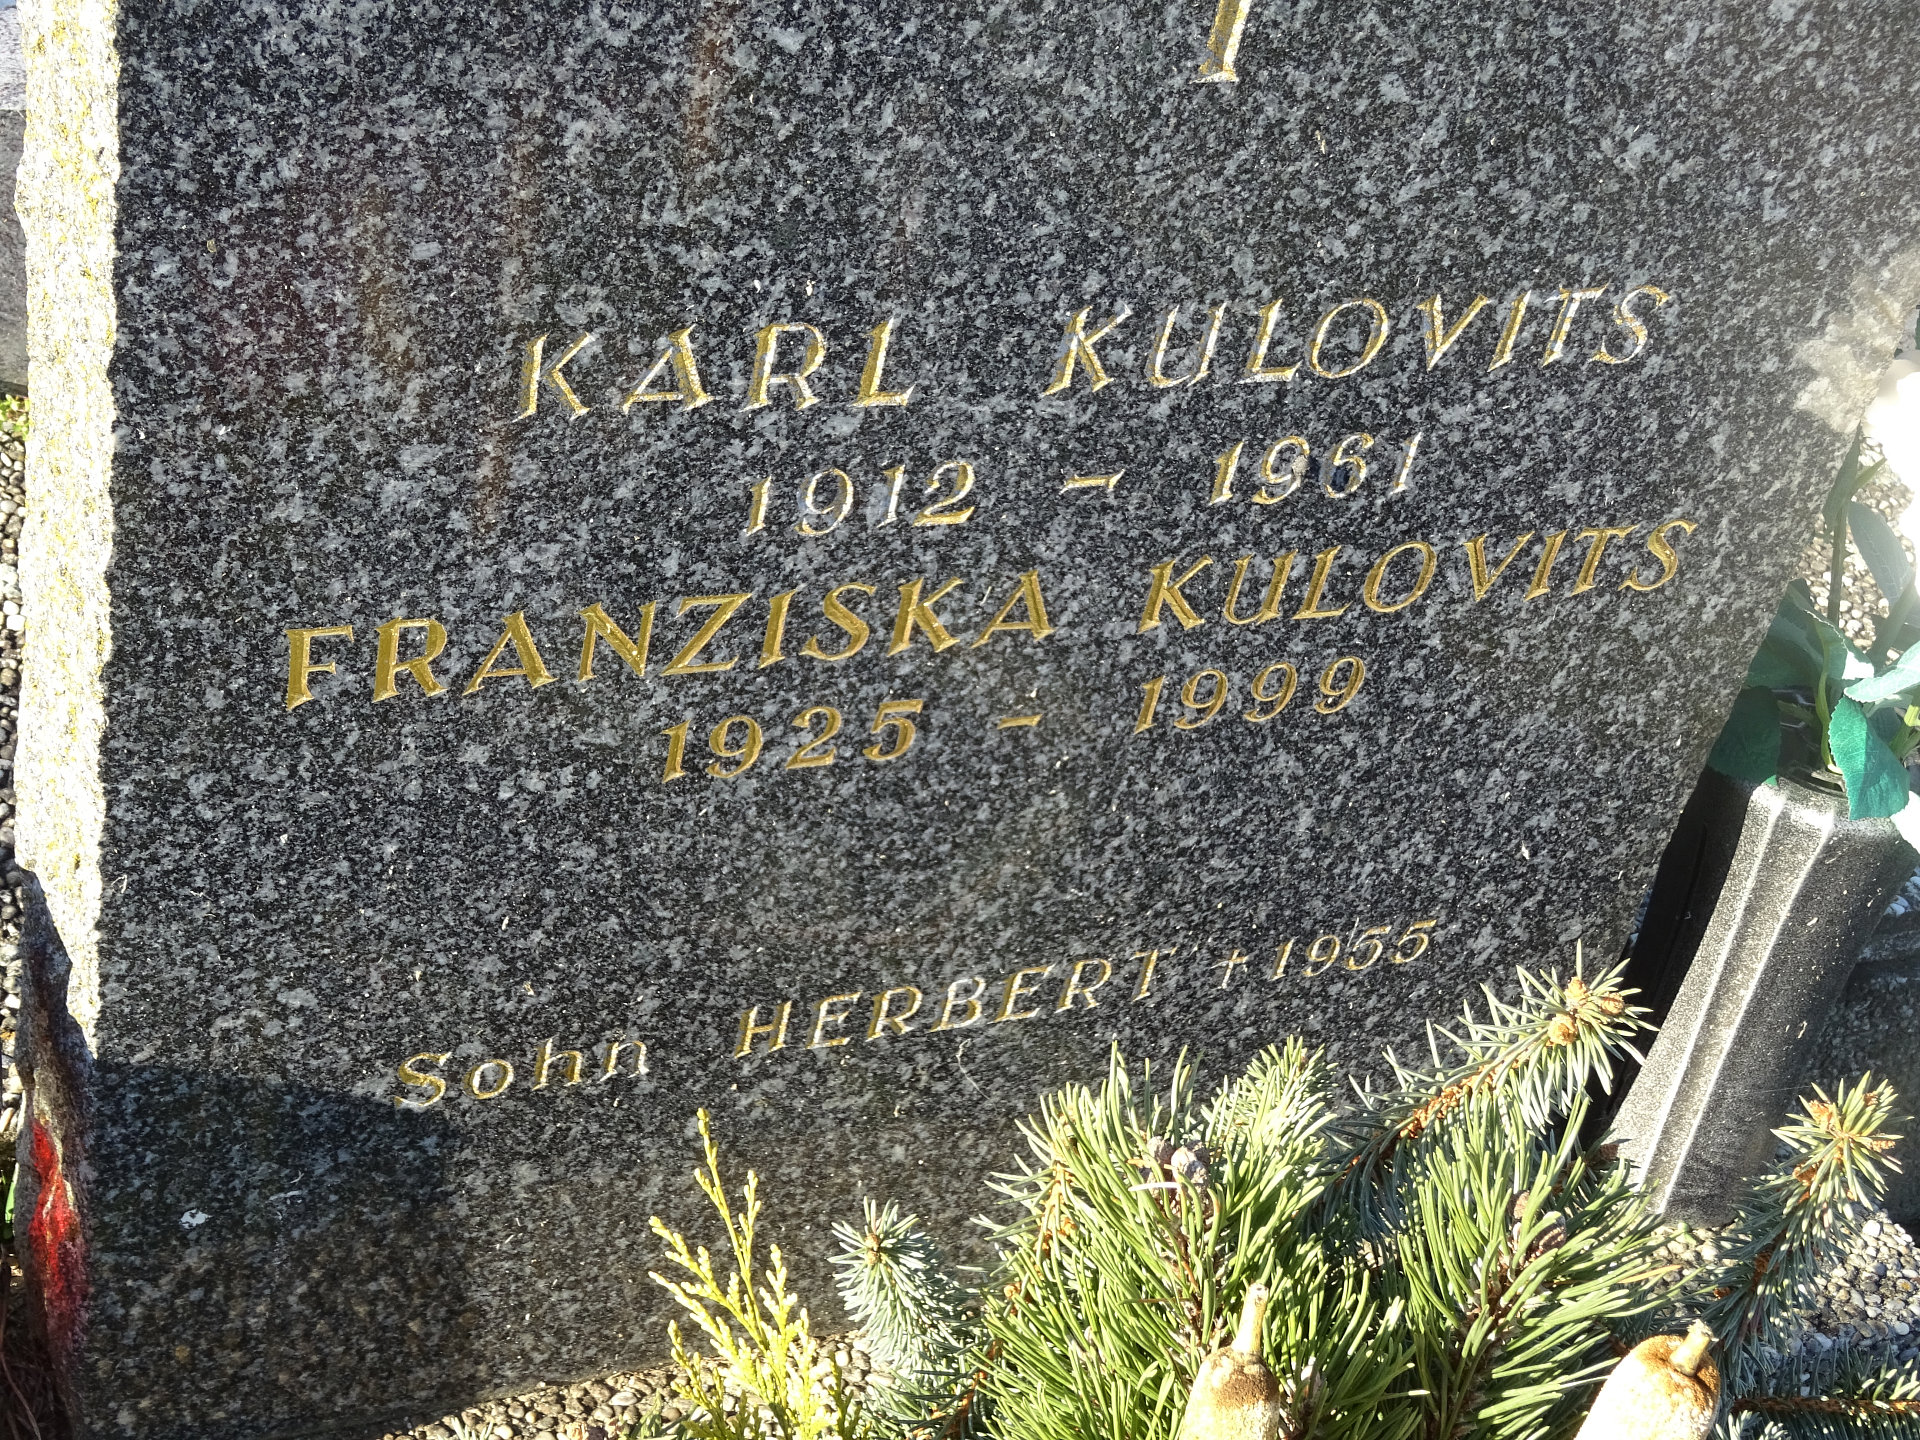 KARL KULOVITS
1912 - 1961
FRANZISKA KULOVITS
1925 - 1999
Sohn HERBERT † 1955